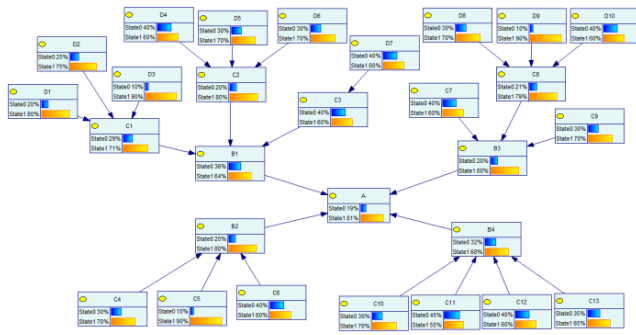 D4
State0 40%
State1 60%
D5
State0 30%
State1 70%
D6
State0 30%
State1 70%
D8
State0 30%
State1 70%
D9
State0 10%
State1 90%
D10
State0 40%
State1 60%
D2
State0 25%
State1 75%
D7
State0 40%
State1 60%
D3
State0 10%
State1 90%
C2
State0 20%
State1 80%
C8
State0 21%
State1 79%
D1
State0 20%
State1 80%
C3
State0 40%
State1 60%
C7
State0 40%
State1 60%
C1
State0 29%
State1 71%
C9
State0 30%
State1 70%
B1
State0 36%
State1 64%
B3
State0 20%
State1 80%
A
State0 19%
State1 81%
B2
State0 20%
State1 80%
B4
State0 32%
State1 68%
C4
State0 30%
State1 70%
C5
State0 10%
State1 90%
C6
State0 40%
State1 60%
C10
State0 30%
State1 70%
C11
State0 45%
State1 55%
C12
State0 40%
State1 60%
C13
State0 35%
State1 65%